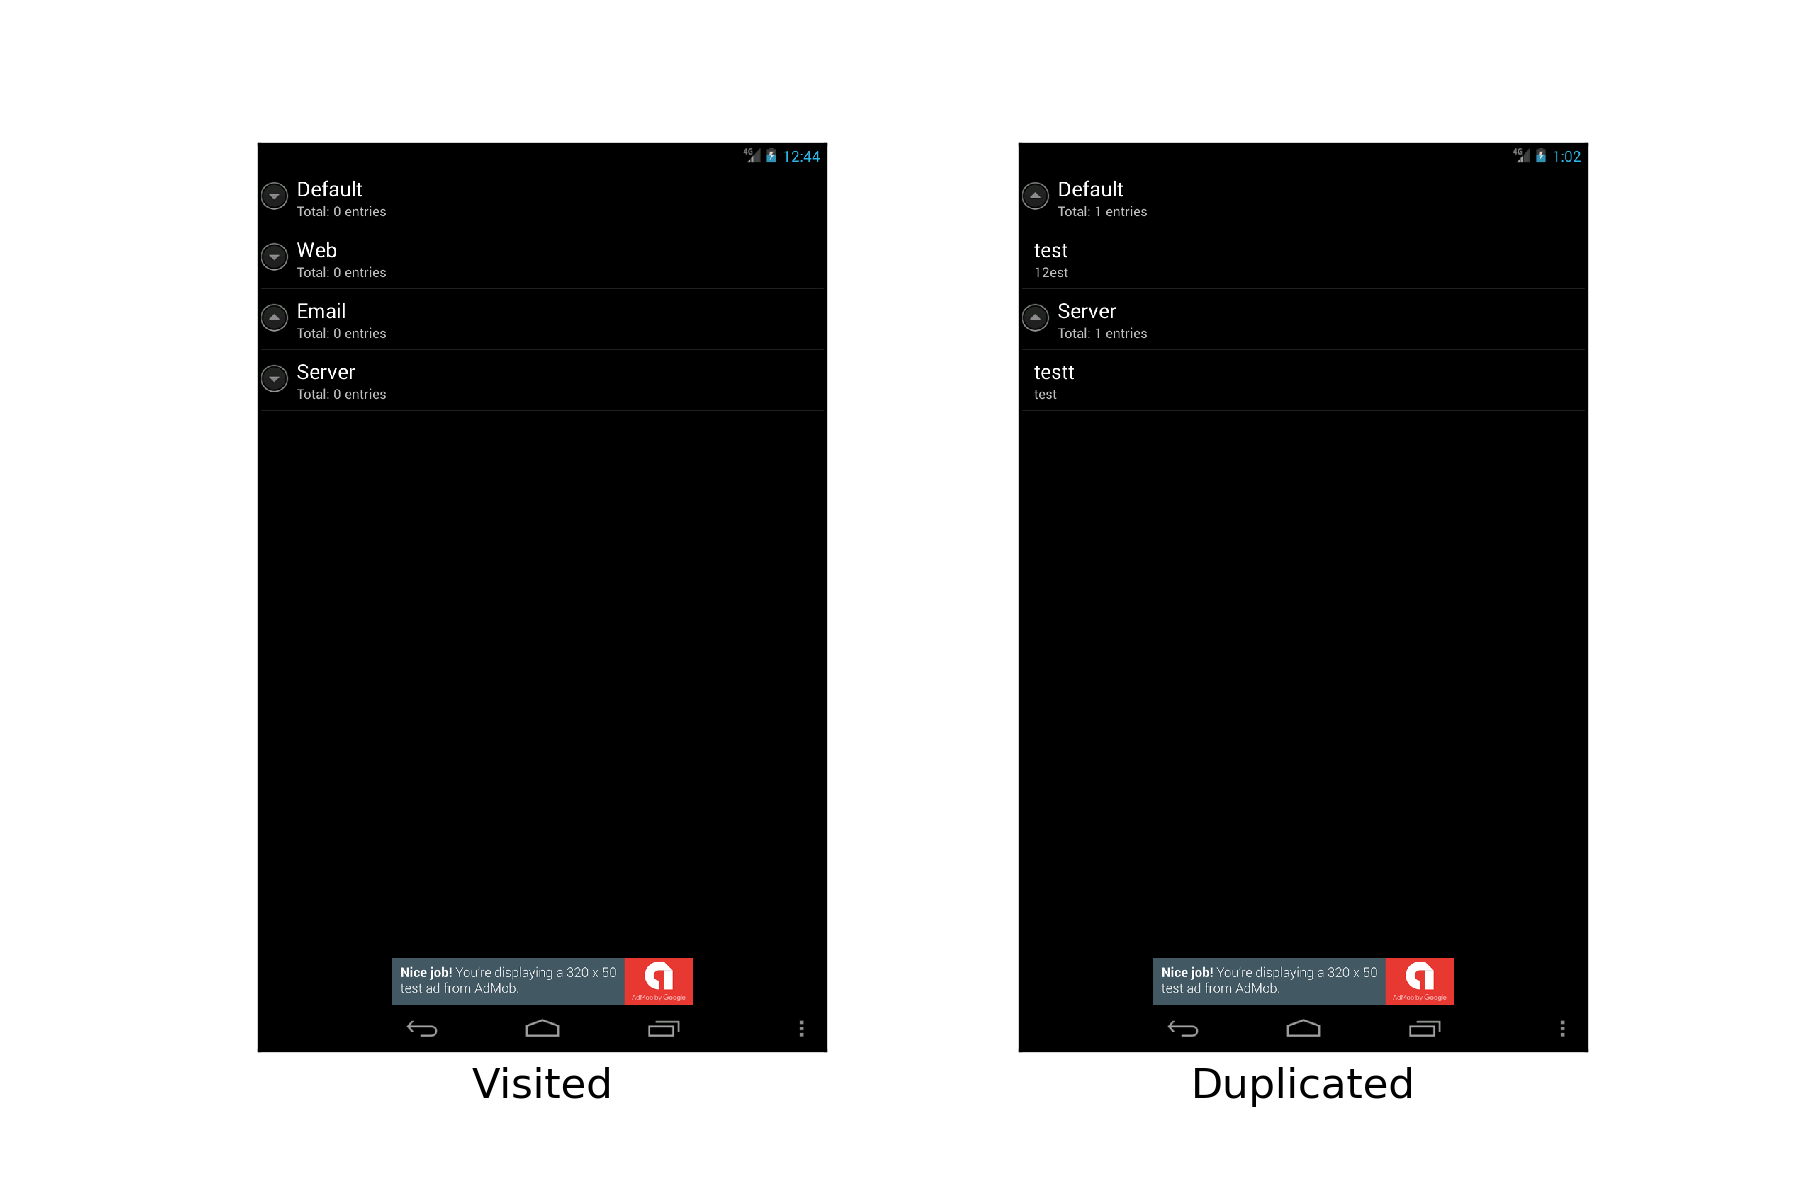 4G 12:44
Default
Total: 0 entries
Web
Total: 0 entries
Email
Total: 0 entries
Server
Total: 0 entries
Nice job! You're displaying a 320 x 50
test ad from AdMob.
AdMob by Google
Visited
4G 1:02
Default
Total: 1 entries
test
12est
Server
Total: 1 entries
testt
test
Nice job! You're displaying a 320 x 50
test ad from AdMob.
AdMob by Google
Duplicated